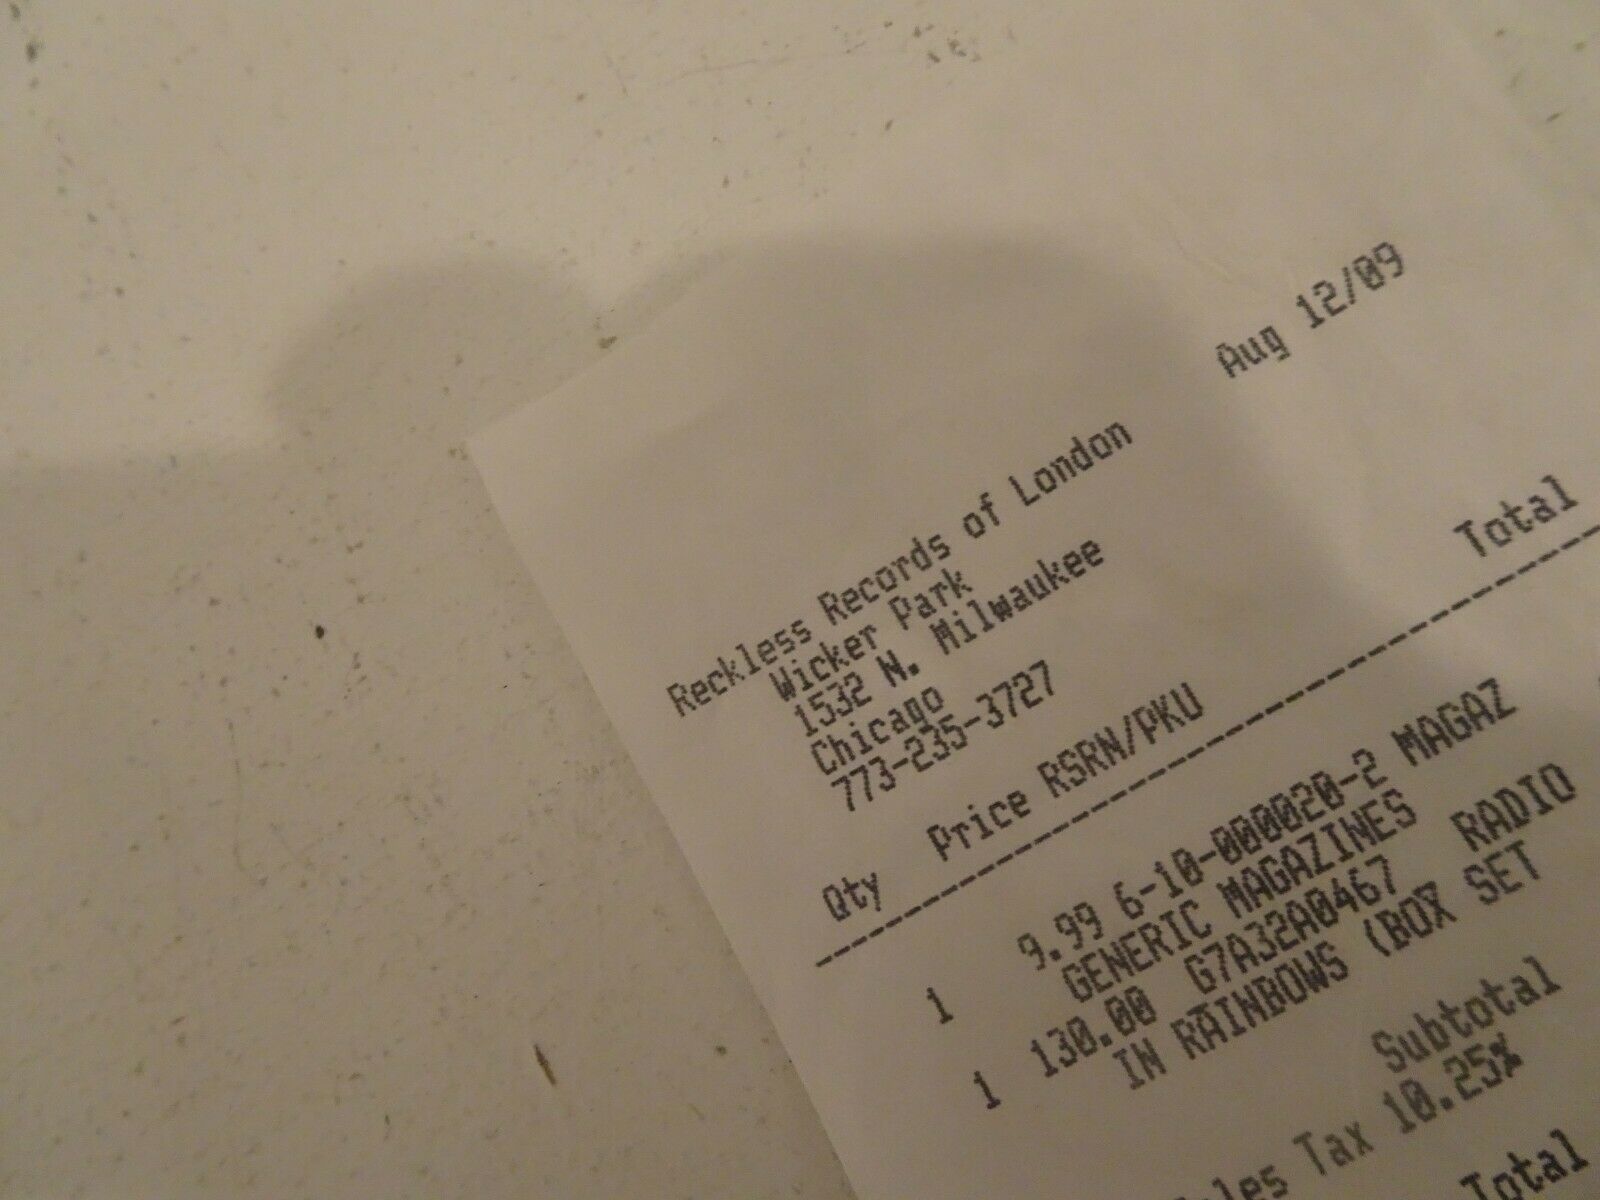 Aug 12/09
Reckless Records of London
Wicker Park
1532 N. Milwaukee
Chicago
773-235-3727
Qty Price RSRN/PKU Total
1 9.99 6-10-000020-2 MAGAZ
GENERIC MAGAZINES
1 130.00 G7A32A0467 RADIO
IN RAINBOWS (BOX SET
Subtotal
les Tax 10.25%
Total